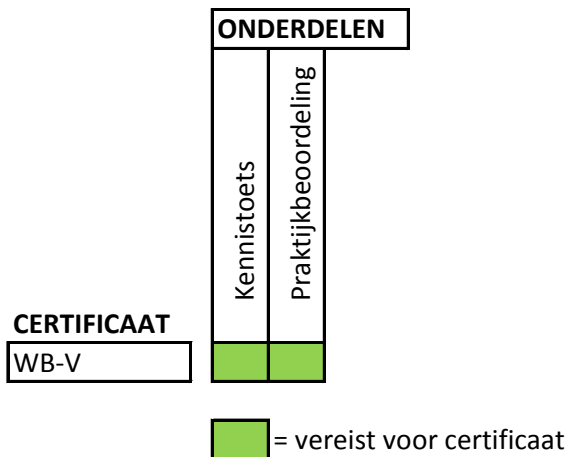 ONDERDELEN
Kennistoets
Praktijkbeoordeling
CERTIFICAAT
WB-V
= vereist voor certificaat